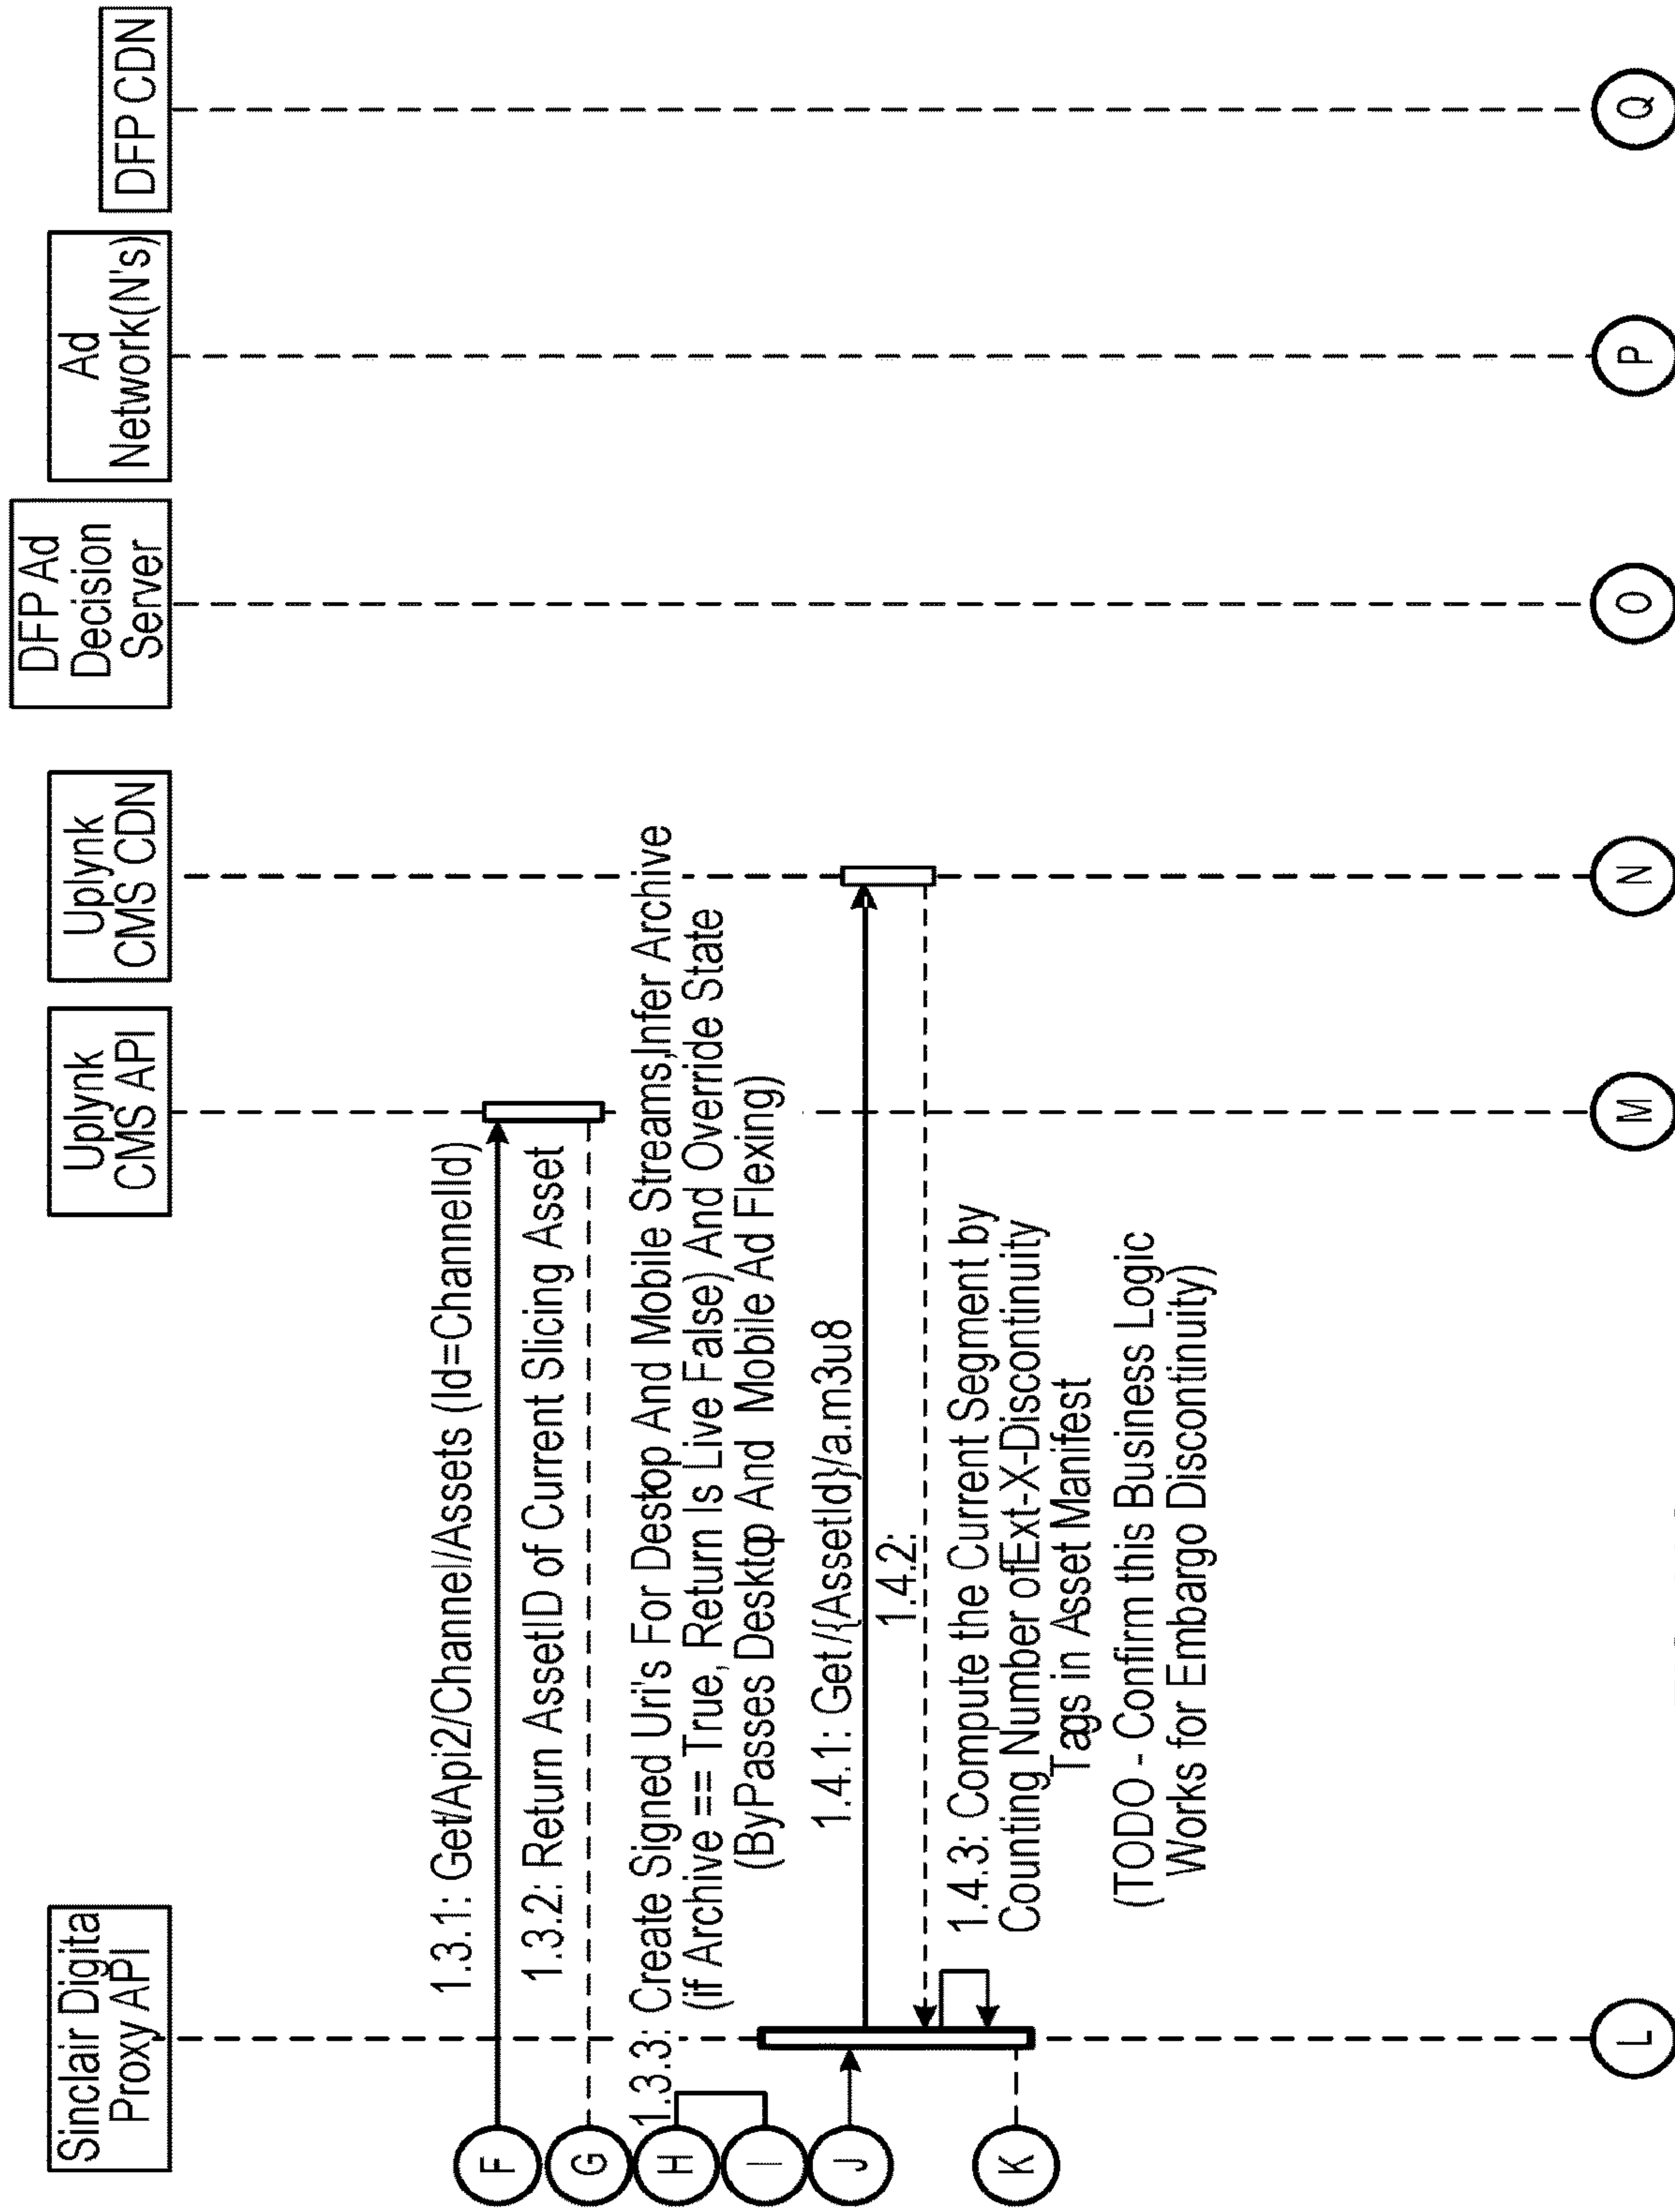 Sinclair Digita
Proxy API
Uplynk
CMS API
Uplynk
CMS CDN
DFP Ad
Decision
Server
Ad
Network(N's)
DFP CDN
F
1.3.1: Get/Api2/Channel/Assets (Id=ChannelId)
G
1.3.2: Return AssetID of Current Slicing Asset
H
1.3.3: Create Signed Uri's For Desktop And Mobile Streams,Infer Archive
(if Archive == True, Return Is Live False) And Override State
(ByPasses Desktop And Mobile Ad Flexing)
I
J
1.4.1: Get/{AssetId}/a.m3u8
1.4.2:
1.4.3: Compute the Current Segment by
Counting Number ofExt-X-Discontinuity
Tags in Asset Manifest
K
(TODO - Confirm this Business Logic
Works for Embargo Discontinuity)
L
M
N
O
P
Q